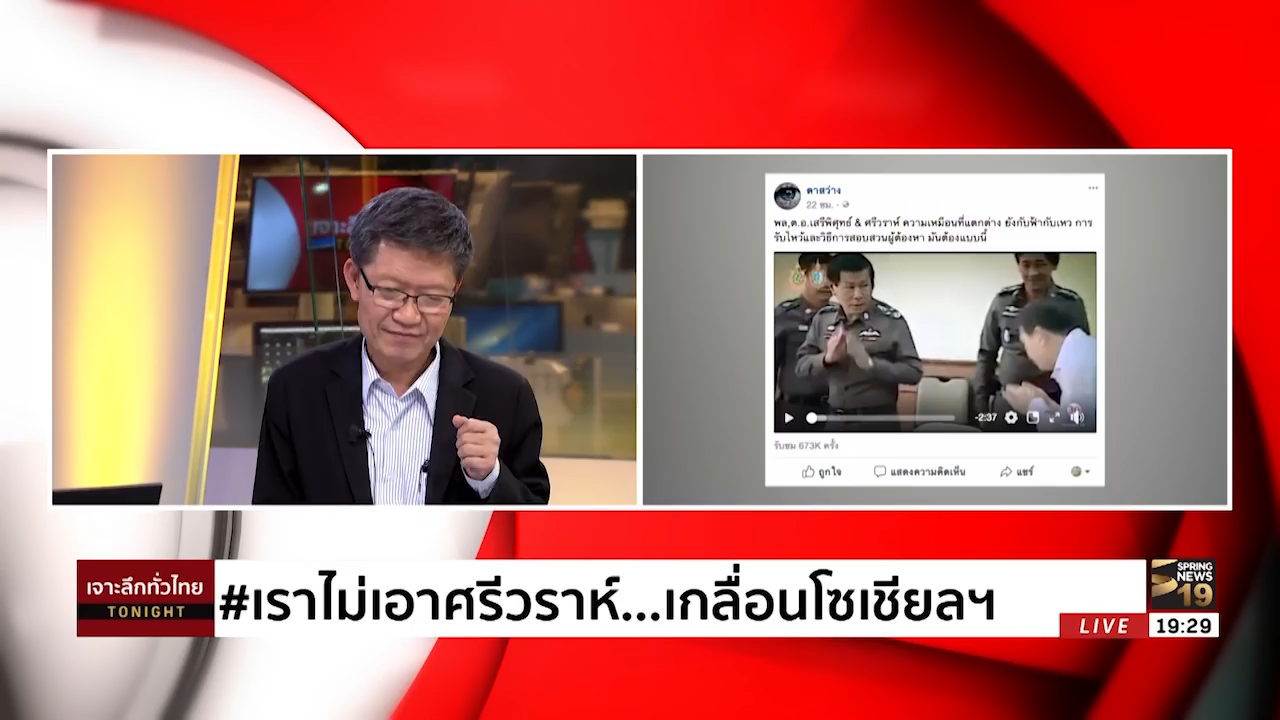 ตาสว่าง
22 ชม. ·
พล,ต.อ.เสรีพิศุทธ์ & ศรีวราห์ ความเหมือนที่แตกต่าง ยังกับฟ้ากับเหว การ
รับไหว้และวิธีการสอบสวนผู้ต้องหา มันต้องแบบนี้
-2:37
รับชม 673K ครั้ง
ถูกใจ
แสดงความคิดเห็น
แชร์
เจาะลึกทั่วไทย
TONIGHT
#เราไม่เอาศรีวราห์...เกลื่อนโซเชียลฯ
SPRING
NEWS
19
LIVE
19:29